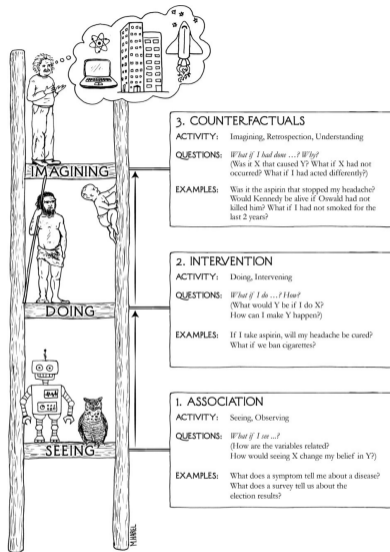 3. COUNTERFACTUALS
ACTIVITY: Imagining, Retrospection, Understanding
QUESTIONS: What if I had done ...? Why?
(Was it X that caused Y? What if X had not
occurred? What if I had acted differently?)
EXAMPLES: Was it the aspirin that stopped my headache?
Would Kennedy be alive if Oswald had not
killed him? What if I had not smoked for the
last 2 years?
IMAGINING
2. INTERVENTION
ACTIVITY: Doing, Intervening
QUESTIONS: What if I do ...? How?
(What would Y be if I do X?
How can I make Y happen?)
EXAMPLES: If I take aspirin, will my headache be cured?
What if we ban cigarettes?
DOING
1. ASSOCIATION
ACTIVITY: Seeing, Observing
QUESTIONS: What if I see ...?
(How are the variables related?
How would seeing X change my belief in Y?)
EXAMPLES: What does a symptom tell me about a disease?
What does a survey tell us about the
election results?
SEEING
M.HAREL